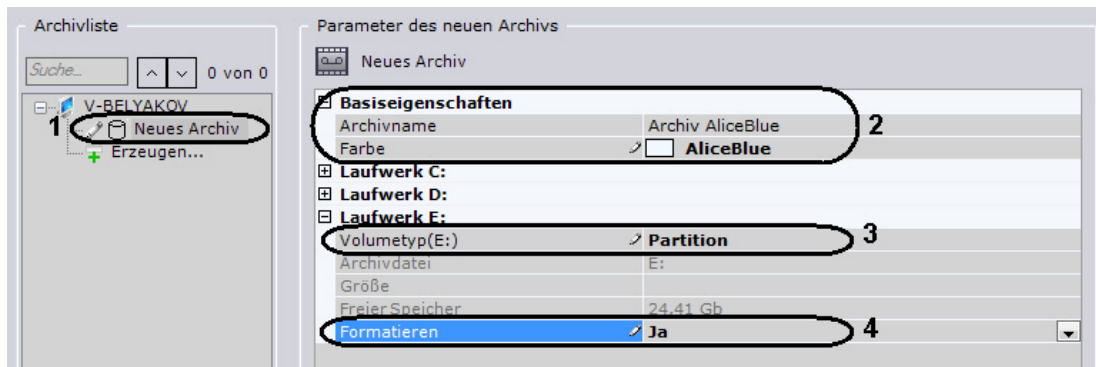 Archivliste
Suche...
0 von 0
V-BELYAKOV
1
Neues Archiv
Erzeugen...
Parameter des neuen Archivs
Neues Archiv
Basiseigenschaften
Archivname Archiv AliceBlue
2
Farbe AliceBlue
Laufwerk C:
Laufwerk D:
Laufwerk E:
Volumetyp(E:) Partition
3
Archivdatei E:
Größe
Freier Speicher 24.41 Gb
Formatieren Ja
4